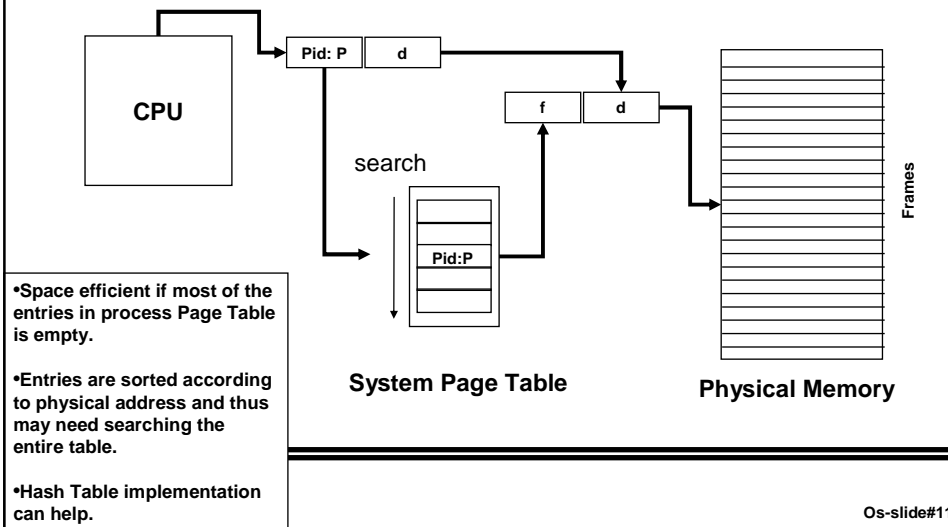 Pid: P
d
CPU
f
d
search
Pid:P
Frames
•Space efficient if most of the
entries in process Page Table
is empty.
•Entries are sorted according
to physical address and thus
may need searching the
entire table.
•Hash Table implementation
can help.
System Page Table
Physical Memory